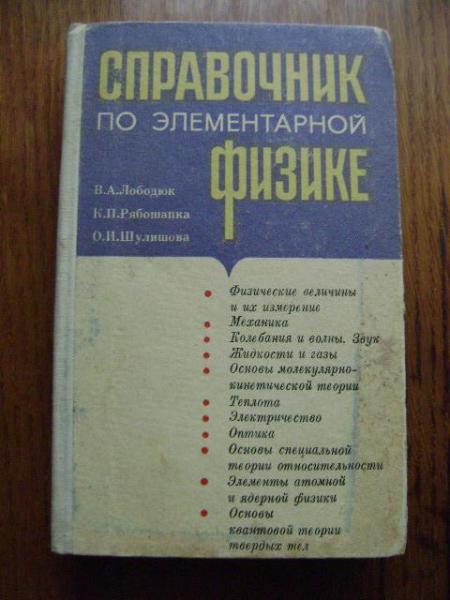 СПРАВОЧНИК
ПО ЭЛЕМЕНТАРНОЙ
ФИЗИКЕ
В.А.Лободюк
К.П.Рябошапка
О.И.Шулишова
Физические величины
и их измерение
Механика
Колебания и волны. Звук
Жидкости и газы
Основы молекулярно-
кинетической теории
Теплота
Электричество
Оптика
Основы специальной
теории относительности
Элементы атомной
и ядерной физики
Основы
квантовой теории
твердых тел